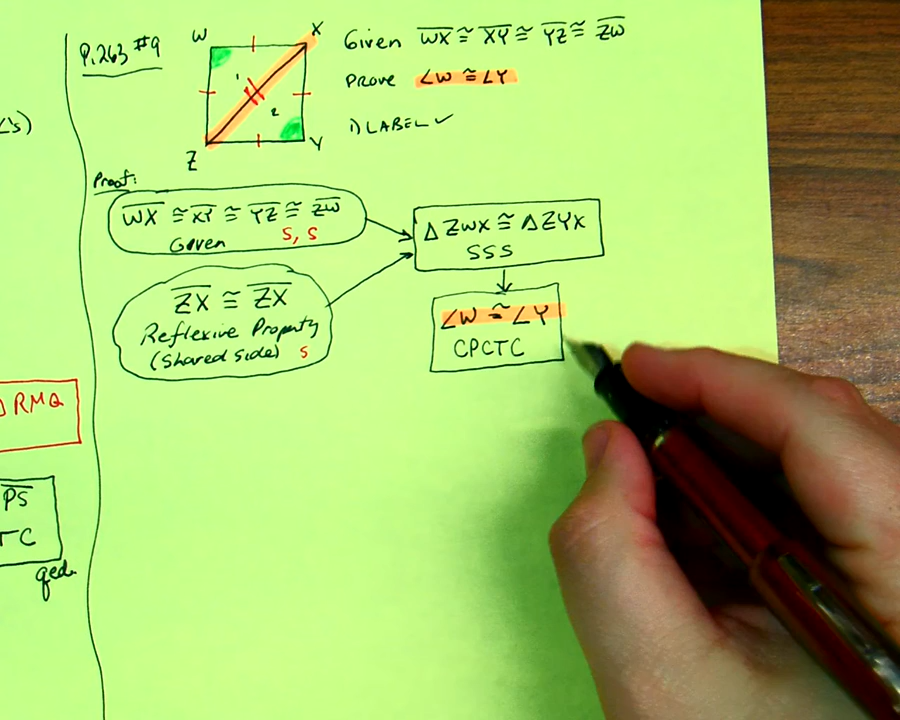 ∠'s)
P.263 #9
W
X
1
2
Z
Y
Given WX ≅ XY ≅ YZ ≅ ZW
PROVE ∠W ≅ ∠Y
1) LABEL ✓
Proof:
WX ≅ XY ≅ YZ ≅ ZW
Given S, S
ZX ≅ ZX
Reflexive Property
(Shared side) S
Δ ZWX ≅ ΔZYX
SSS
∠W ≅ ∠Y
CPCTC
Δ RMQ
PS
TC
qed.